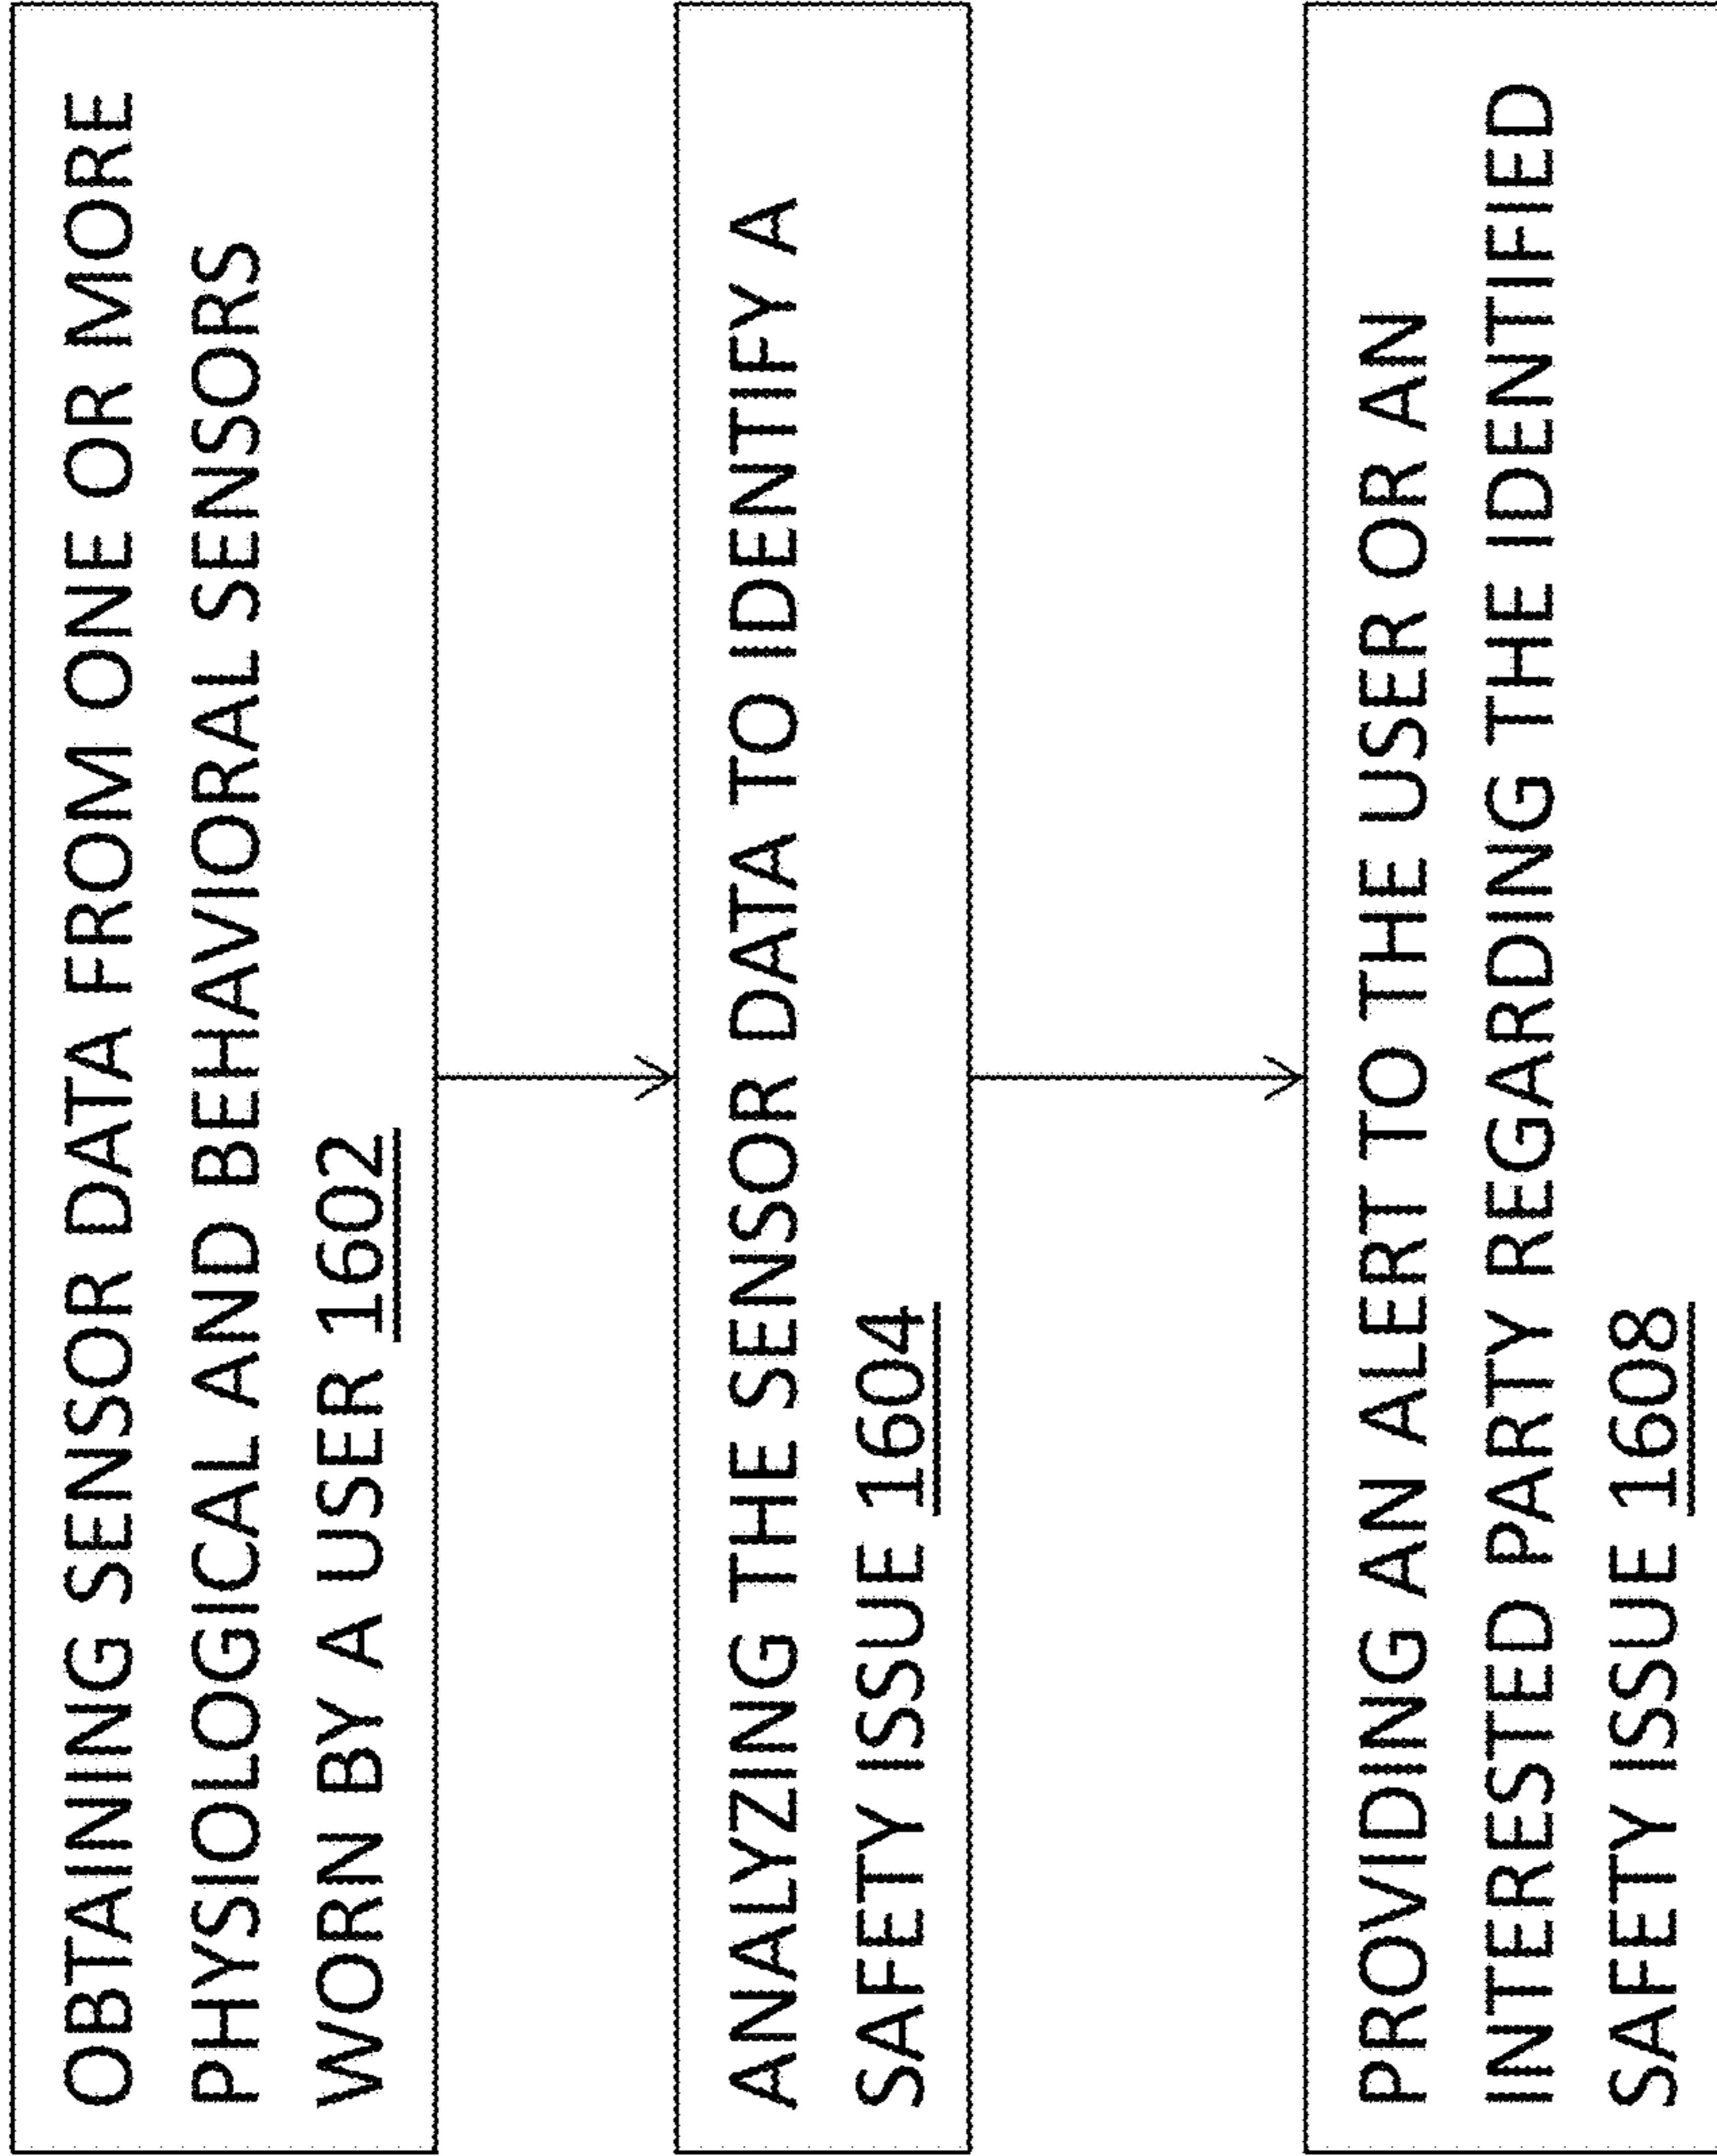 OBTAINING SENSOR DATA FROM ONE OR MORE
PHYSIOLOGICAL AND BEHAVIORAL SENSORS
WORN BY A USER 1602
ANALYZING THE SENSOR DATA TO IDENTIFY A
SAFETY ISSUE 1604
PROVIDING AN ALERT TO THE USER OR AN
INTERESTED PARTY REGARDING THE IDENTIFIED
SAFETY ISSUE 1608